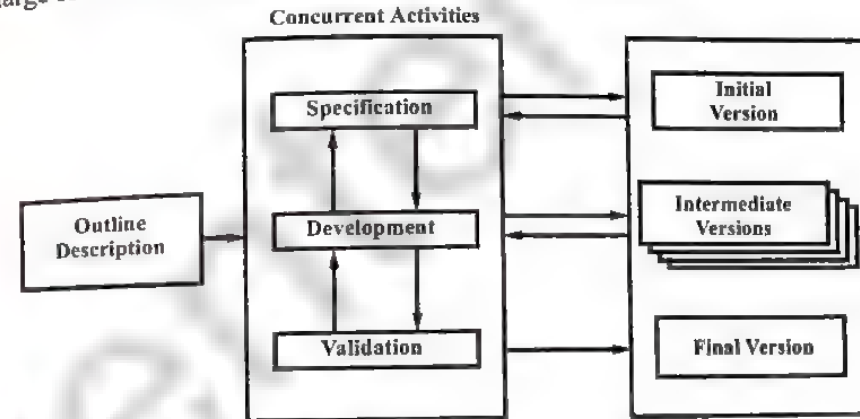 Concurrent Activities
Specification
Initial
Version
Outline
Description
Development
Intermediate
Versions
Validation
Final Version